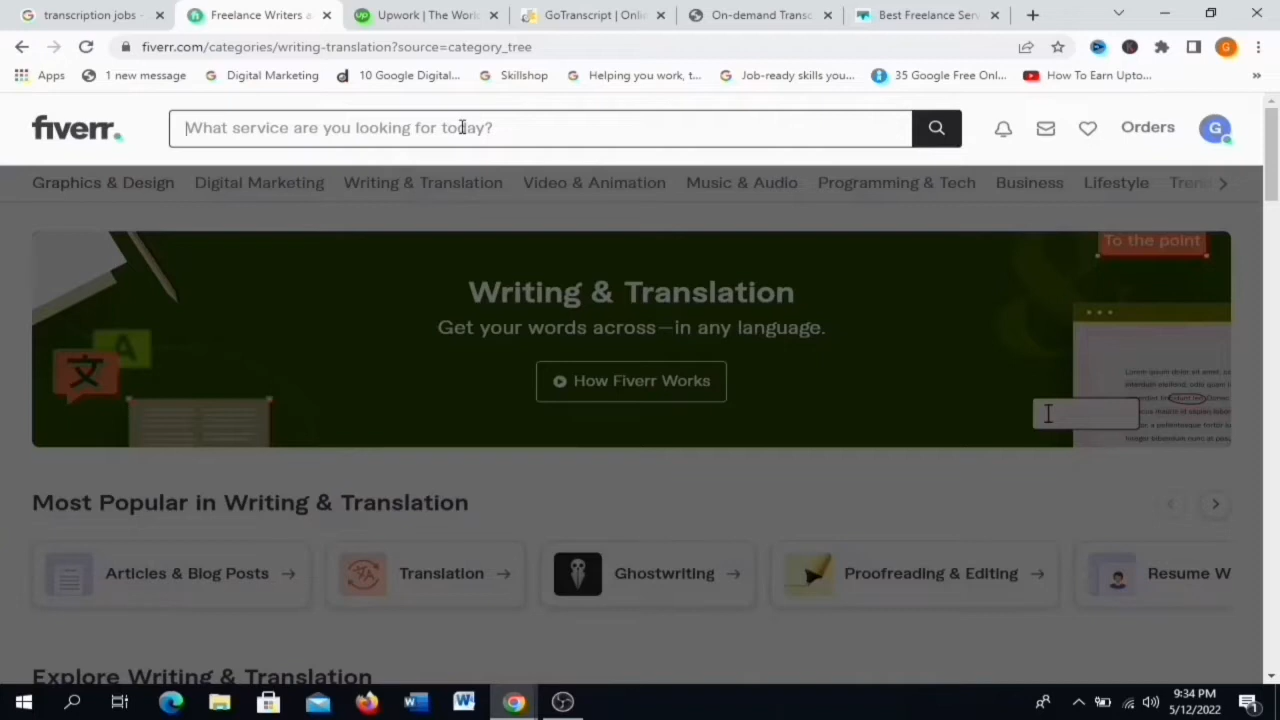 transcription jobs -
Freelance Writers a
Upwork | The Worl
GoTranscript | Onli
On-demand Transc
Best Freelance Serv
fiverr.com/categories/writing-translation?source=category_tree
G
Apps
1 new message
Digital Marketing
10 Google Digital...
Skillshop
Helping you work, t...
Job-ready skills you...
35 Google Free Onl...
How To Earn Upto...
»
fiverr.
What service are you looking for today?
Orders
G
Graphics & Design
Digital Marketing
Writing & Translation
Video & Animation
Music & Audio
Programming & Tech
Business
Lifestyle
Tren
To the point
Writing & Translation
Get your words across—in any language.
How Fiverr Works
A
文
Most Popular in Writing & Translation
Articles & Blog Posts
Translation
Ghostwriting
Proofreading & Editing
Resume W
Explore Writing & Translation
9:34 PM
5/12/2022